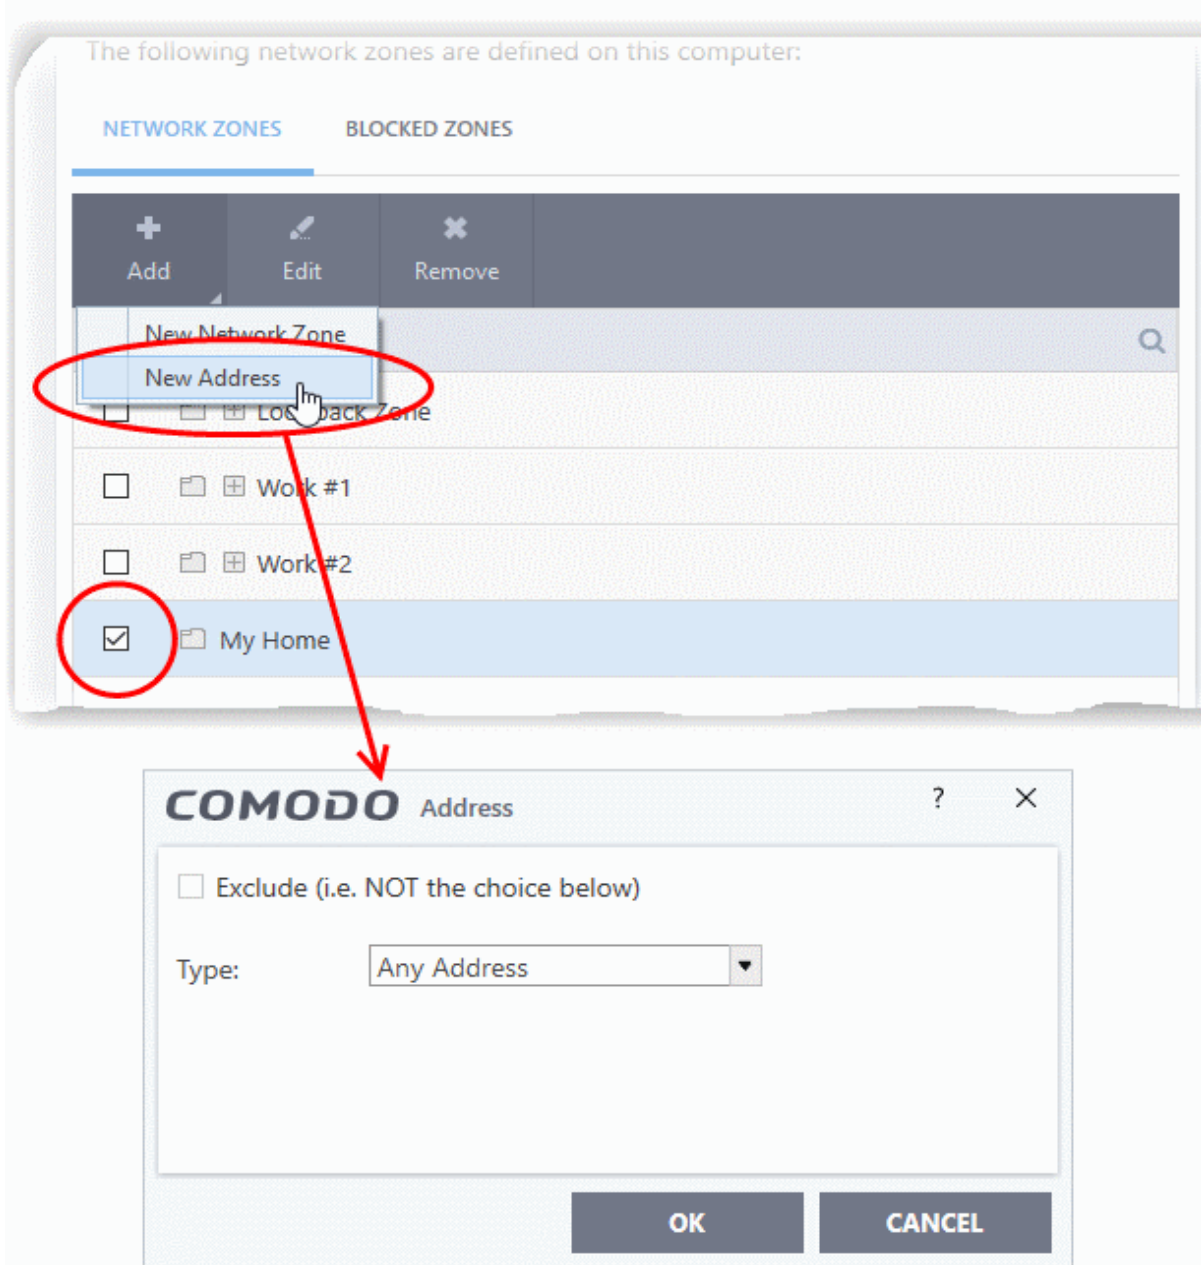 The following network zones are defined on this computer:
NETWORK ZONES BLOCKED ZONES
Add Edit Remove
New Network Zone
New Address
Loopback Zone
Work #1
Work #2
My Home
COMODO Address ?
Exclude (i.e. NOT the choice below)
Type: Any Address
OK CANCEL